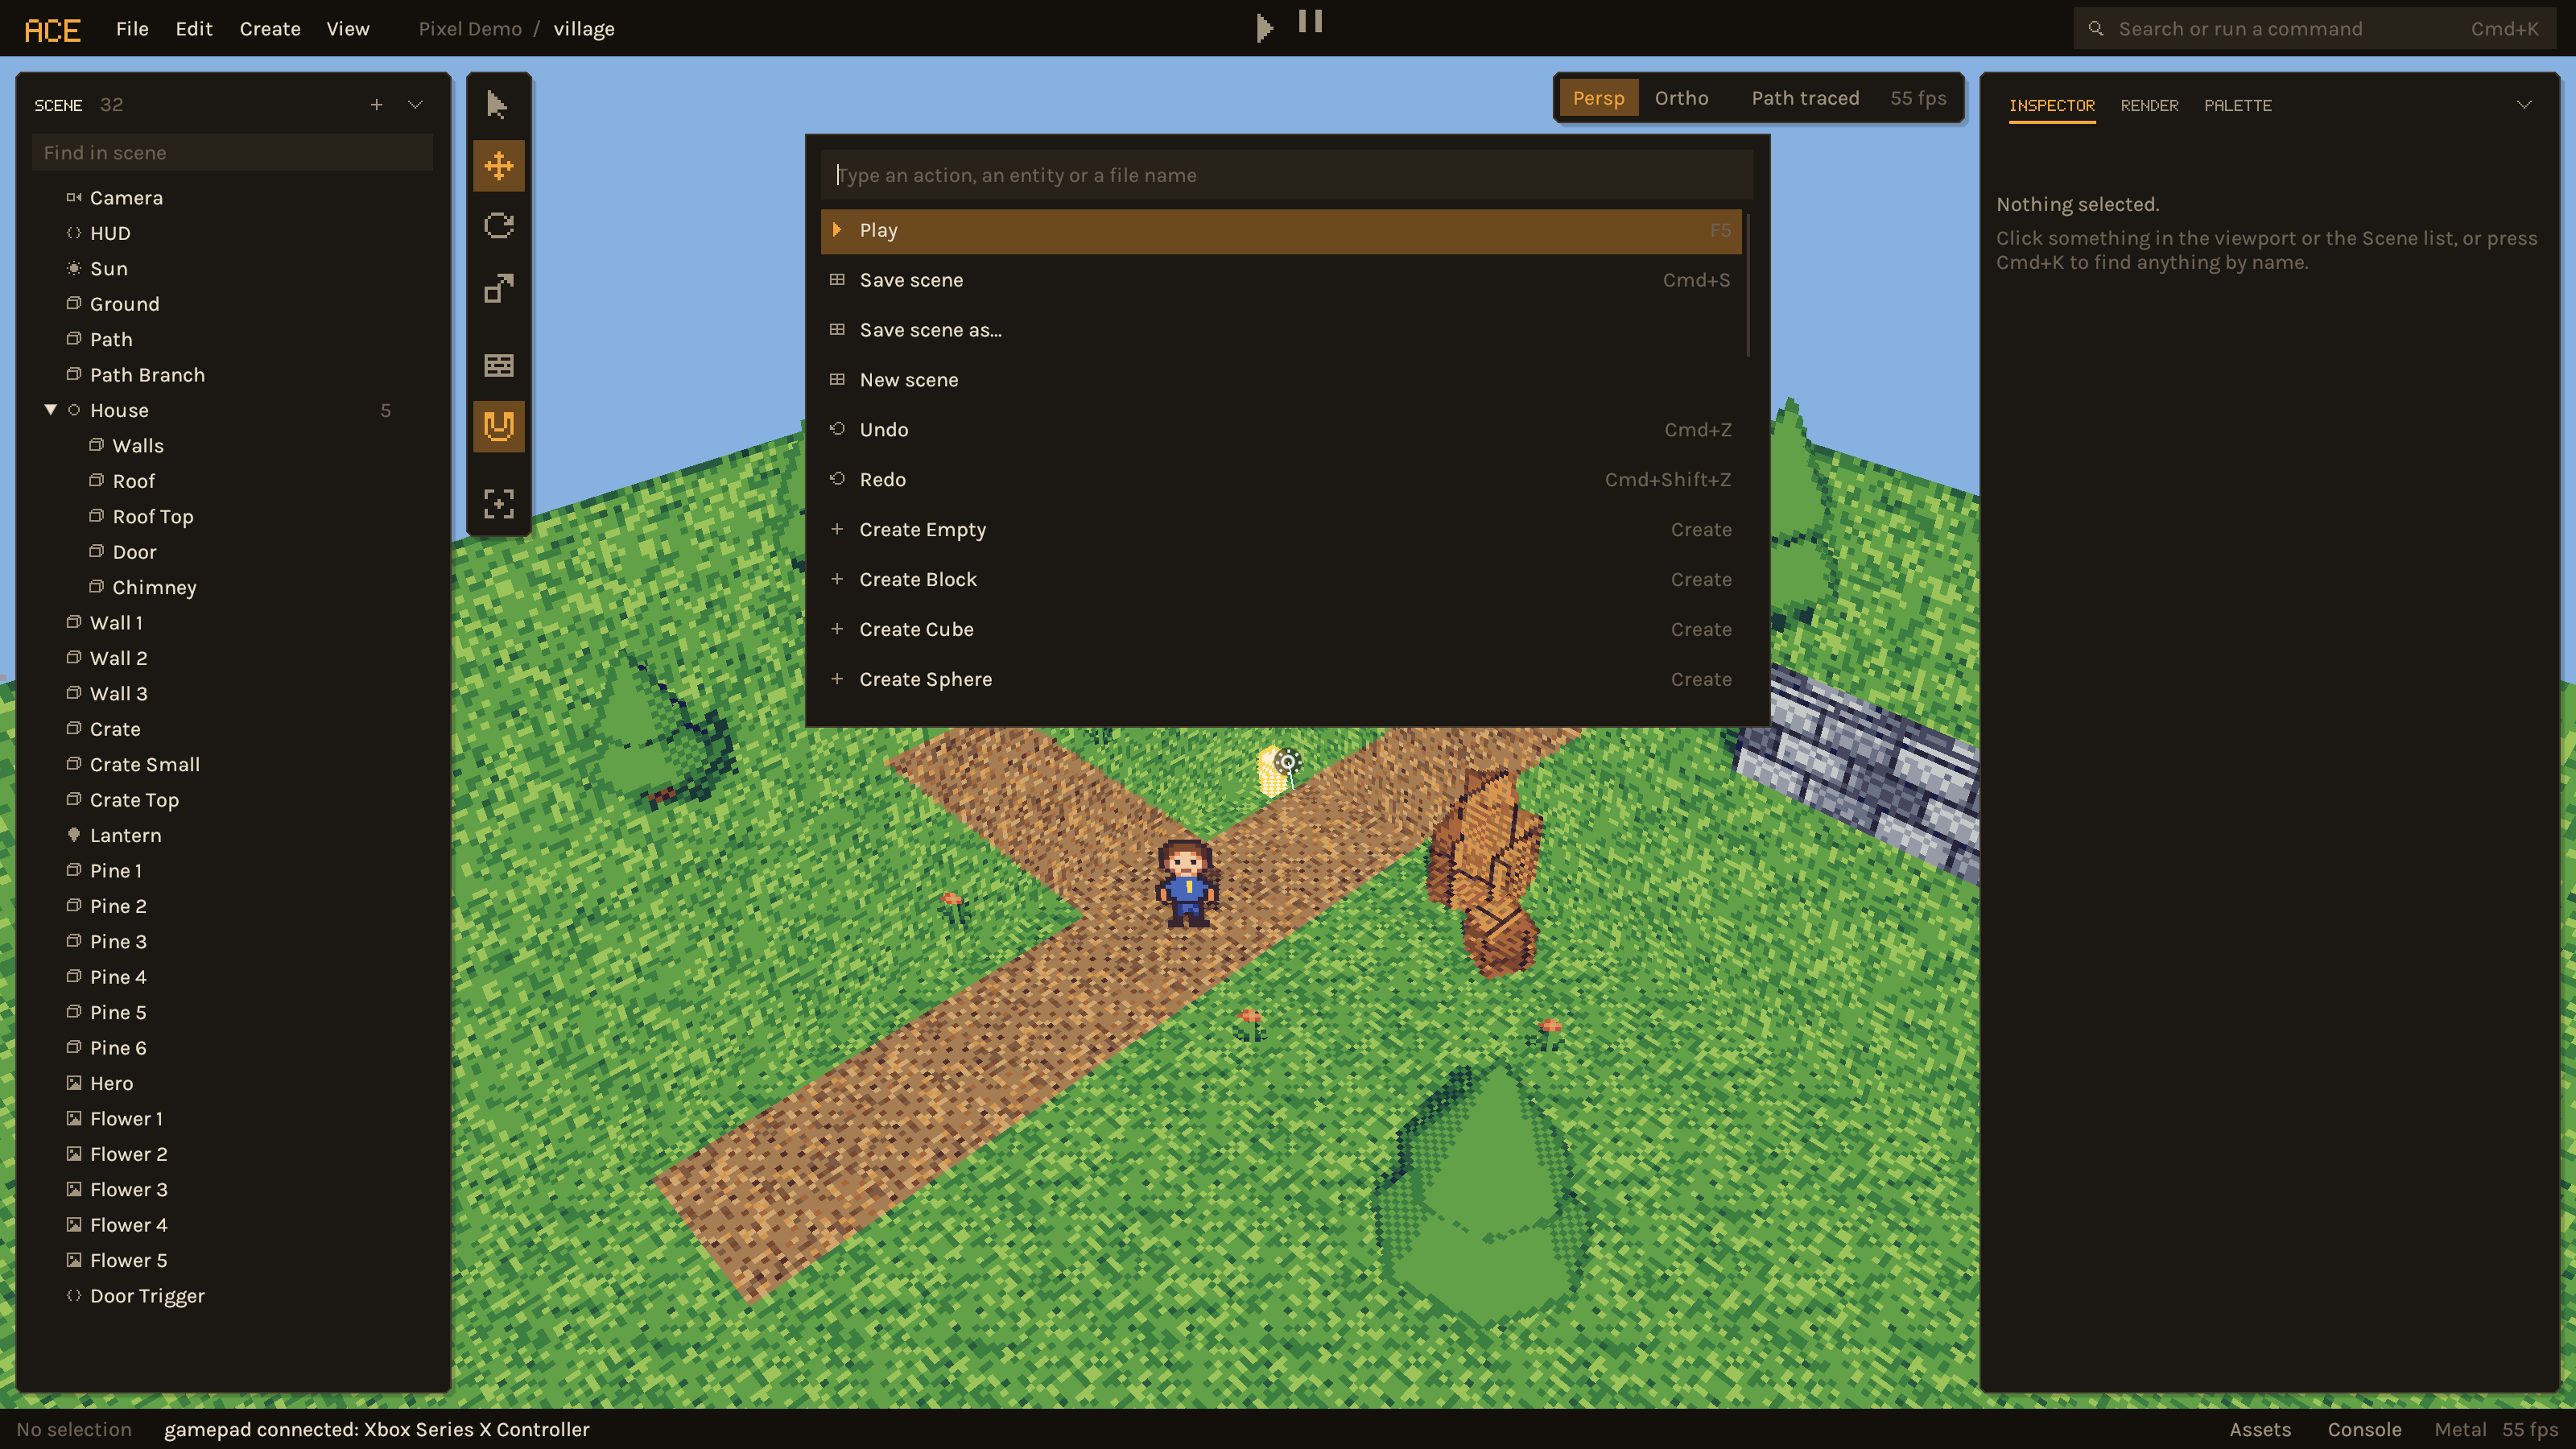 ACE File Edit Create View Pixel Demo / village Search or run a command Cmd+K
SCENE 32
Find in scene
Camera
HUD
Sun
Ground
Path
Path Branch
House 5
Walls
Roof
Roof Top
Door
Chimney
Wall 1
Wall 2
Wall 3
Crate
Crate Small
Crate Top
Lantern
Pine 1
Pine 2
Pine 3
Pine 4
Pine 5
Pine 6
Hero
Flower 1
Flower 2
Flower 3
Flower 4
Flower 5
Door Trigger
Persp Ortho Path traced 55 fps
Type an action, an entity or a file name
Play F5
Save scene Cmd+S
Save scene as...
New scene
Undo Cmd+Z
Redo Cmd+Shift+Z
Create Empty Create
Create Block Create
Create Cube Create
Create Sphere Create
INSPECTOR RENDER PALETTE
Nothing selected.
Click something in the viewport or the Scene list, or press
Cmd+K to find anything by name.
No selection gamepad connected: Xbox Series X Controller Assets Console Metal 55 fps